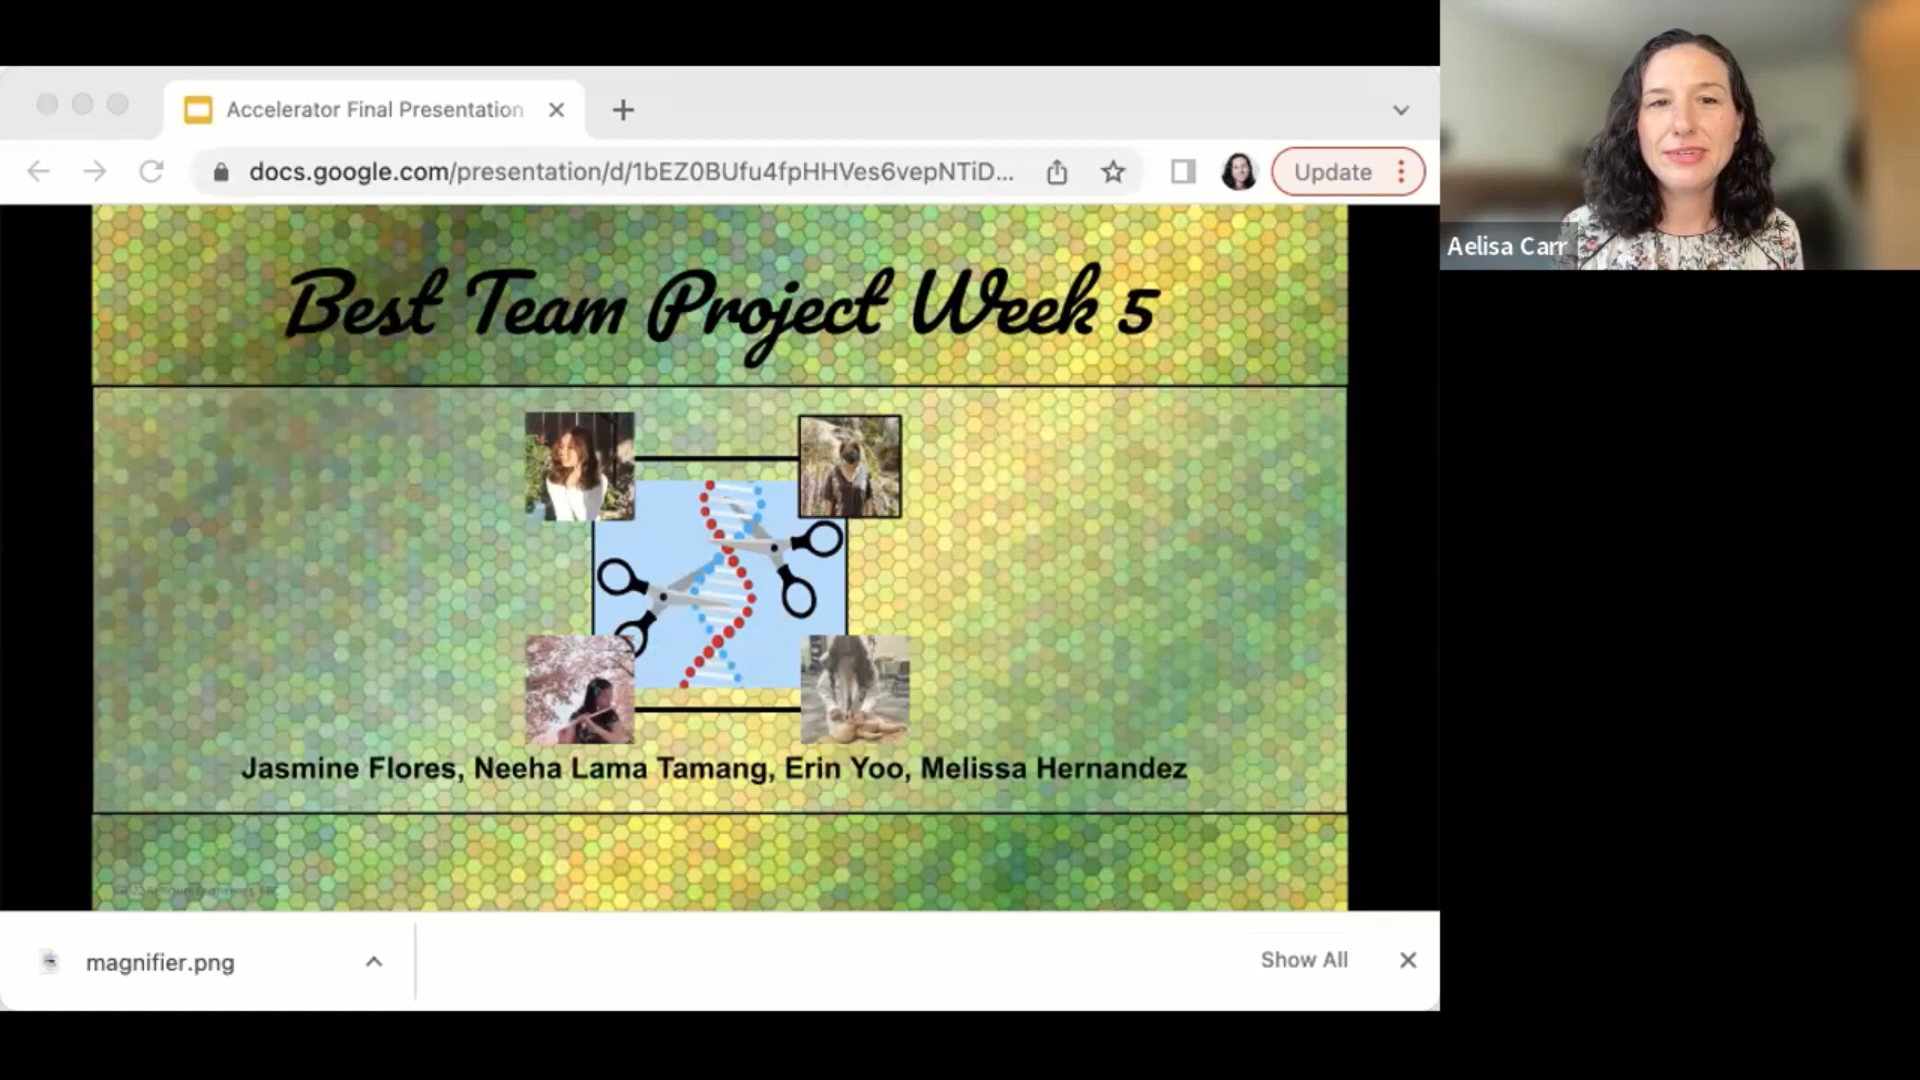 Accelerator Final Presentation
docs.google.com/presentation/d/1bEZ0BUfu4fpHHVes6vepNTiD...
Update
Aelisa Carr
Best Team Project Week 5
Jasmine Flores, Neeha Lama Tamang, Erin Yoo, Melissa Hernandez
magnifier.png
Show All